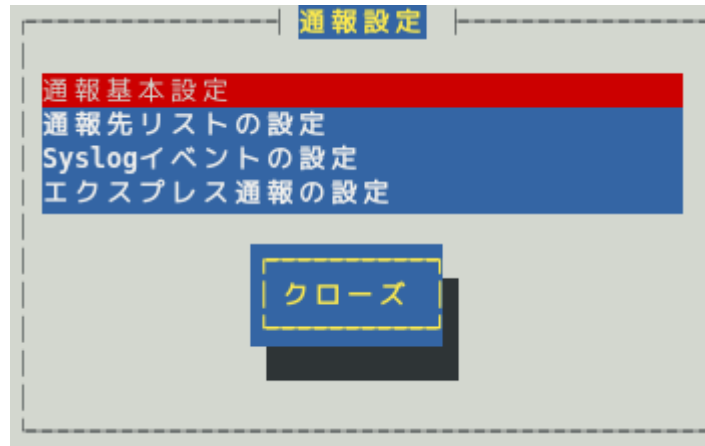 通報設定
通報基本設定
通報先リストの設定
Syslogイベントの設定
エクスプレス通報の設定
クローズ